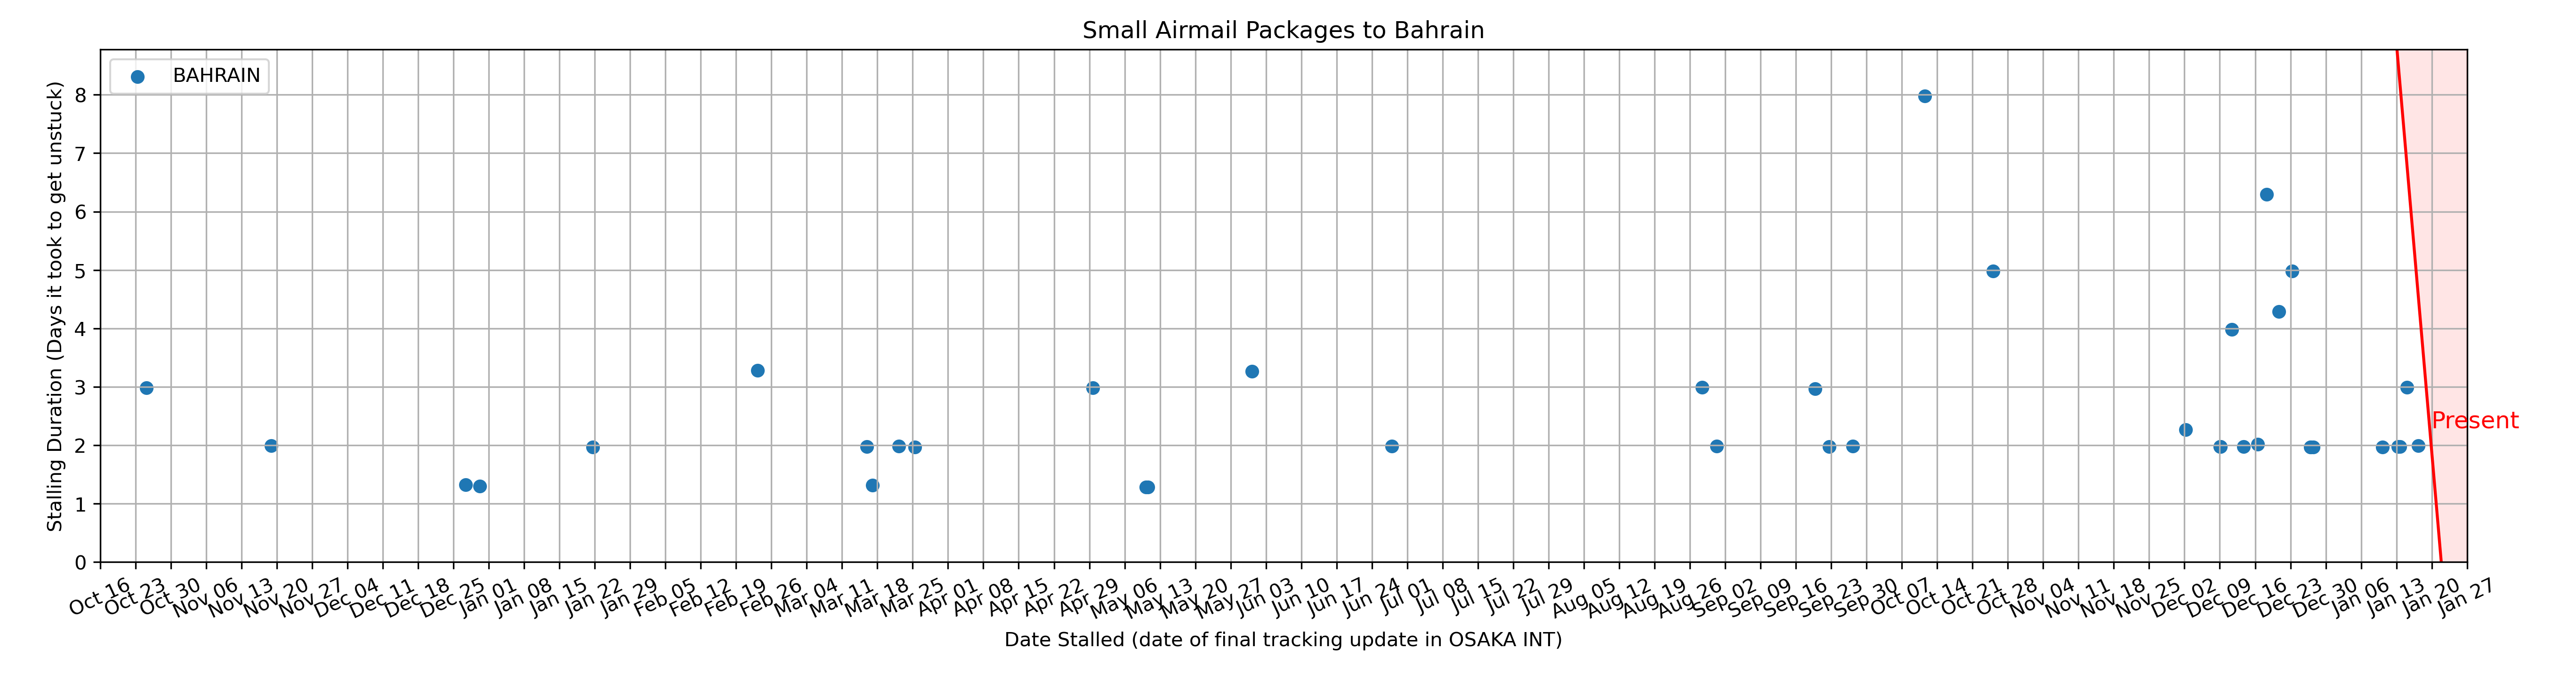 Small Airmail Packages to Bahrain
BAHRAIN
Stalling Duration (Days it took to get unstuck)
8
7
6
5
4
3
2
1
0
Present
Oct 16 Oct 23 Oct 30 Nov 06 Nov 13 Nov 20 Nov 27 Dec 04 Dec 11 Dec 18 Dec 25 Jan 01 Jan 08 Jan 15 Jan 22 Jan 29 Feb 05 Feb 12 Feb 19 Feb 26 Mar 04 Mar 11 Mar 18 Mar 25 Apr 01 Apr 08 Apr 15 Apr 22 Apr 29 May 06 May 13 May 20 May 27 Jun 03 Jun 10 Jun 17 Jun 24 Jul 01 Jul 08 Jul 15 Jul 22 Jul 29 Aug 05 Aug 12 Aug 19 Aug 26 Sep 02 Sep 09 Sep 16 Sep 23 Sep 30 Oct 07 Oct 14 Oct 21 Oct 28 Nov 04 Nov 11 Nov 18 Nov 25 Dec 02 Dec 09 Dec 16 Dec 23 Dec 30 Jan 06 Jan 13 Jan 20 Jan 27
Date Stalled (date of final tracking update in OSAKA INT)